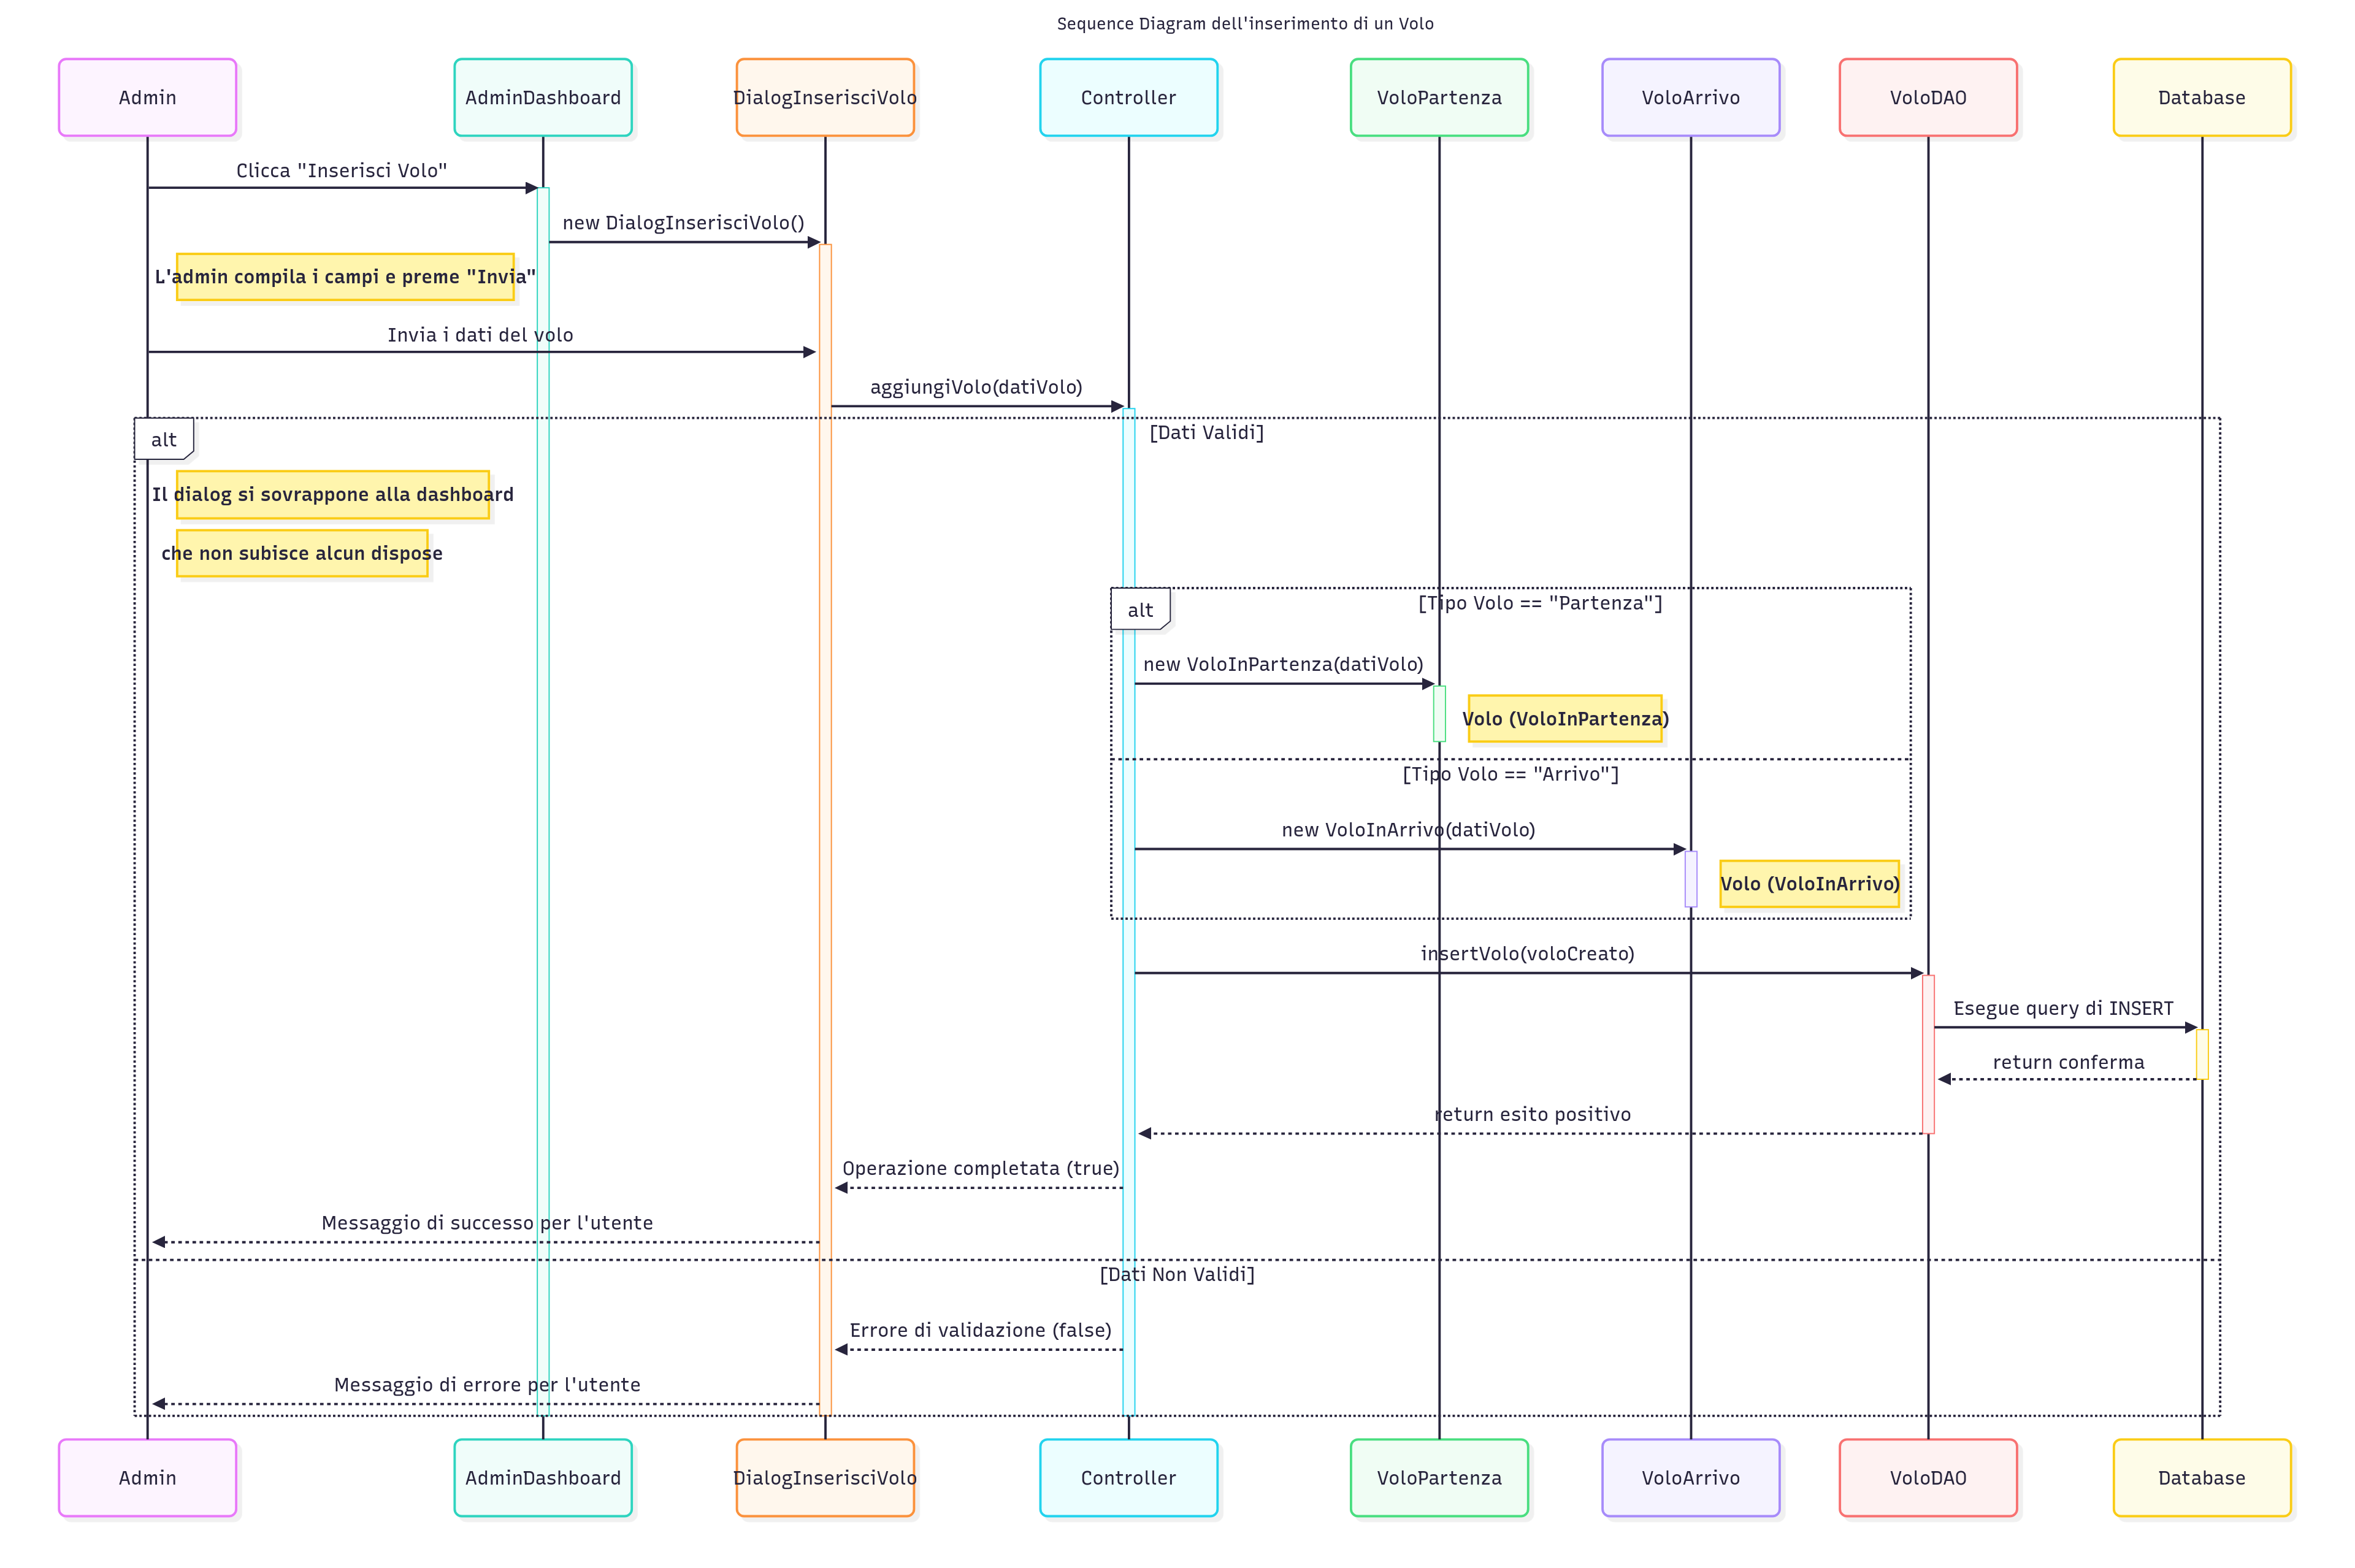 Sequence Diagram dell'inserimento di un Volo
Admin
AdminDashboard
DialogInserisciVolo
Controller
VoloPartenza
VoloArrivo
VoloDAO
Database
Clicca "Inserisci Volo"
new DialogInserisciVolo()
L'admin compila i campi e preme "Invia"
Invia i dati del volo
aggiungiVolo(datiVolo)
alt
[Dati Validi]
Il dialog si sovrappone alla dashboard
che non subisce alcun dispose
alt
[Tipo Volo == "Partenza"]
new VoloInPartenza(datiVolo)
Volo (VoloInPartenza)
[Tipo Volo == "Arrivo"]
new VoloInArrivo(datiVolo)
Volo (VoloInArrivo)
insertVolo(voloCreato)
Esegue query di INSERT
return conferma
return esito positivo
Operazione completata (true)
Messaggio di successo per l'utente
[Dati Non Validi]
Errore di validazione (false)
Messaggio di errore per l'utente
Admin
AdminDashboard
DialogInserisciVolo
Controller
VoloPartenza
VoloArrivo
VoloDAO
Database